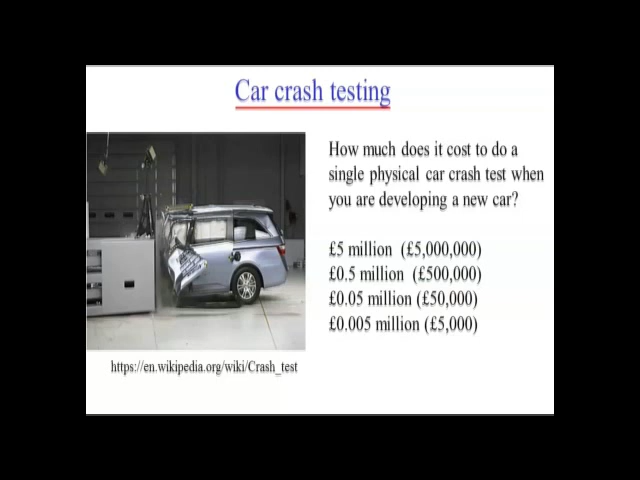 Car crash testing
How much does it cost to do a
single physical car crash test when
you are developing a new car?
£5 million  (£5,000,000)
£0.5 million  (£500,000)
£0.05 million (£50,000)
£0.005 million (£5,000)
https://en.wikipedia.org/wiki/Crash_test